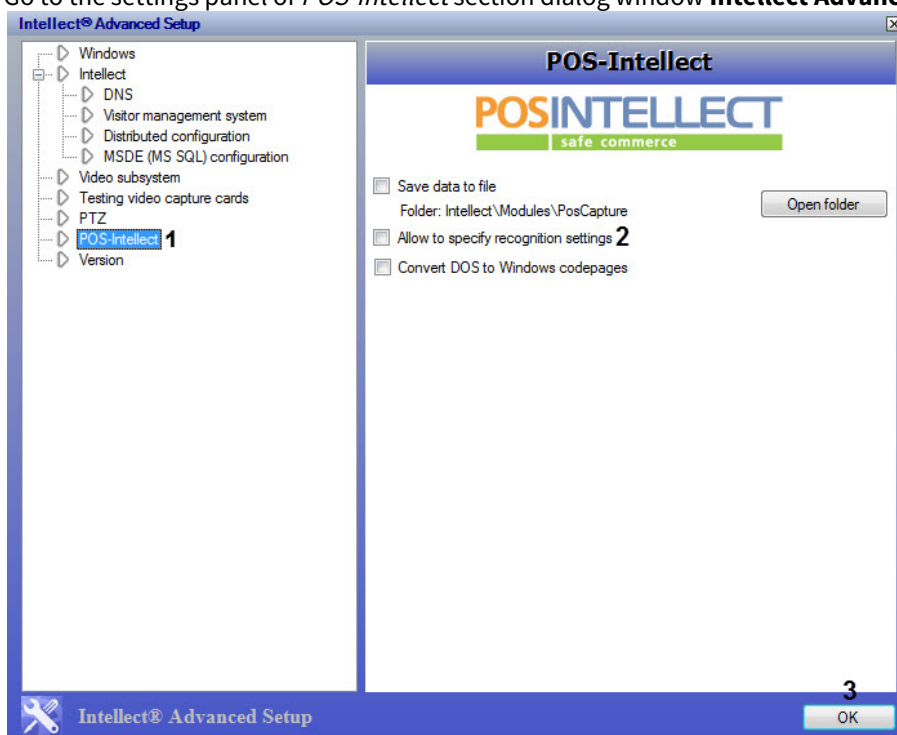 Go to the settings panel of POS-Intellect section dialog window Intellect Advanc
Intellect® Advanced Setup
Windows
Intellect
DNS
Visitor management system
Distributed configuration
MSDE (MS SQL) configuration
Video subsystem
Testing video capture cards
PTZ
POS-Intellect 1
Version
POS-Intellect
POSINTELLECT
safe commerce
Save data to file
Folder: Intellect\Modules\PosCapture
Open folder
Allow to specify recognition settings 2
Convert DOS to Windows codepages
Intellect® Advanced Setup
3
OK